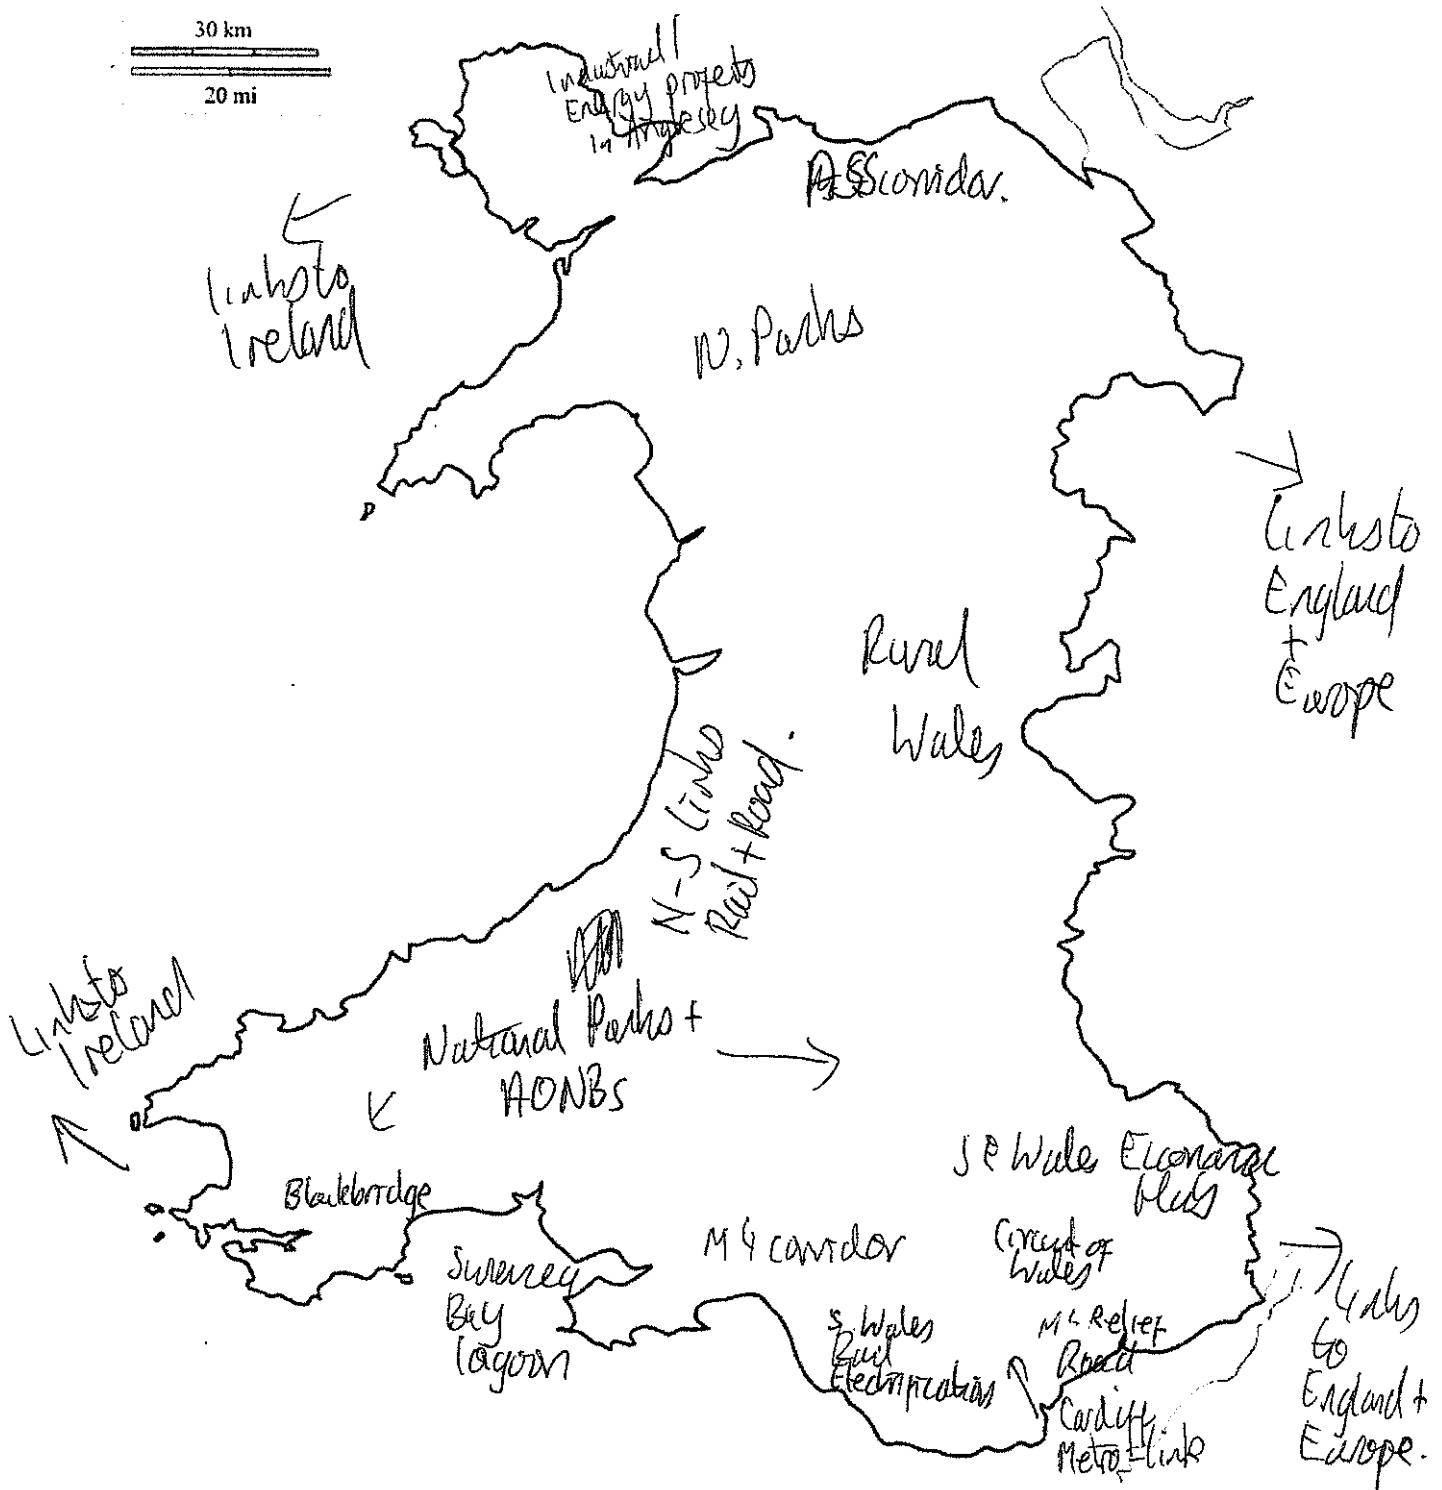 30 km
20 mi
Industrial/
Energy projects
in Anglesey
A55 corridor.
links to
Ireland
N. Parks
links to
England
+
Europe
Rural
Wales
N-S links
Rail + Road.
links to
Ireland
National Parks +
AONBs
Blackbridge
S E Wales Economic
M4 corridor
Circuit of
Wales
Swansea
Bay
lagoon
S. Wales
Rail
Electrification
M4 Relief
Road
Cardiff
Metro-link
links
to
England +
Europe.